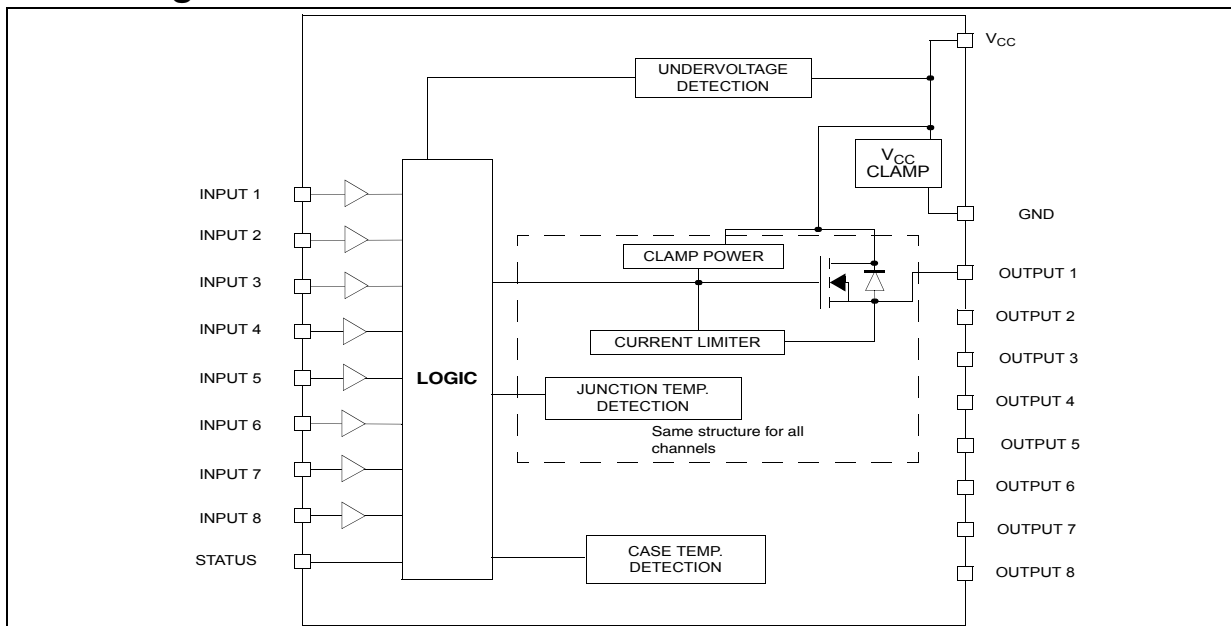 V_CC
UNDERVOLTAGE
DETECTION
V_CC
CLAMP
INPUT 1
INPUT 2
INPUT 3
INPUT 4
INPUT 5
INPUT 6
INPUT 7
INPUT 8
STATUS
LOGIC
CLAMP POWER
CURRENT LIMITER
JUNCTION TEMP.
DETECTION
Same structure for all
channels
CASE TEMP.
DETECTION
GND
OUTPUT 1
OUTPUT 2
OUTPUT 3
OUTPUT 4
OUTPUT 5
OUTPUT 6
OUTPUT 7
OUTPUT 8